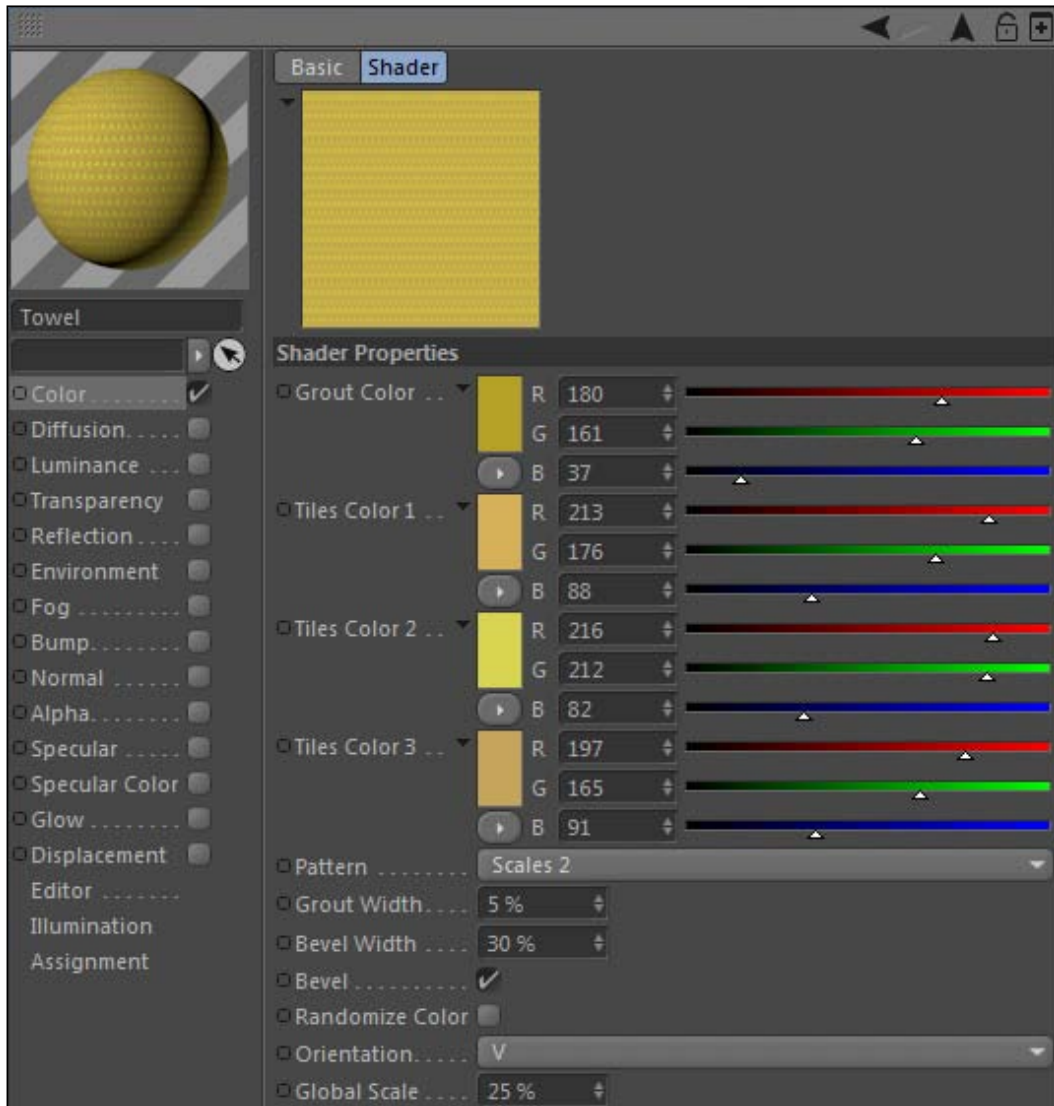 Basic Shader
Towel
Shader Properties
Color ........
Diffusion.....
Luminance ...
Transparency
Reflection....
Environment
Fog .........
Bump........
Normal ......
Alpha........
Specular .....
Specular Color
Glow ........
Displacement
Editor .......
Illumination
Assignment
Grout Color .. R 180
G 161
B 37
Tiles Color 1 .. R 213
G 176
B 88
Tiles Color 2 .. R 216
G 212
B 82
Tiles Color 3 .. R 197
G 165
B 91
Pattern ........ Scales 2
Grout Width.... 5 %
Bevel Width .... 30 %
Bevel ..........
Randomize Color
Orientation..... V
Global Scale .... 25 %